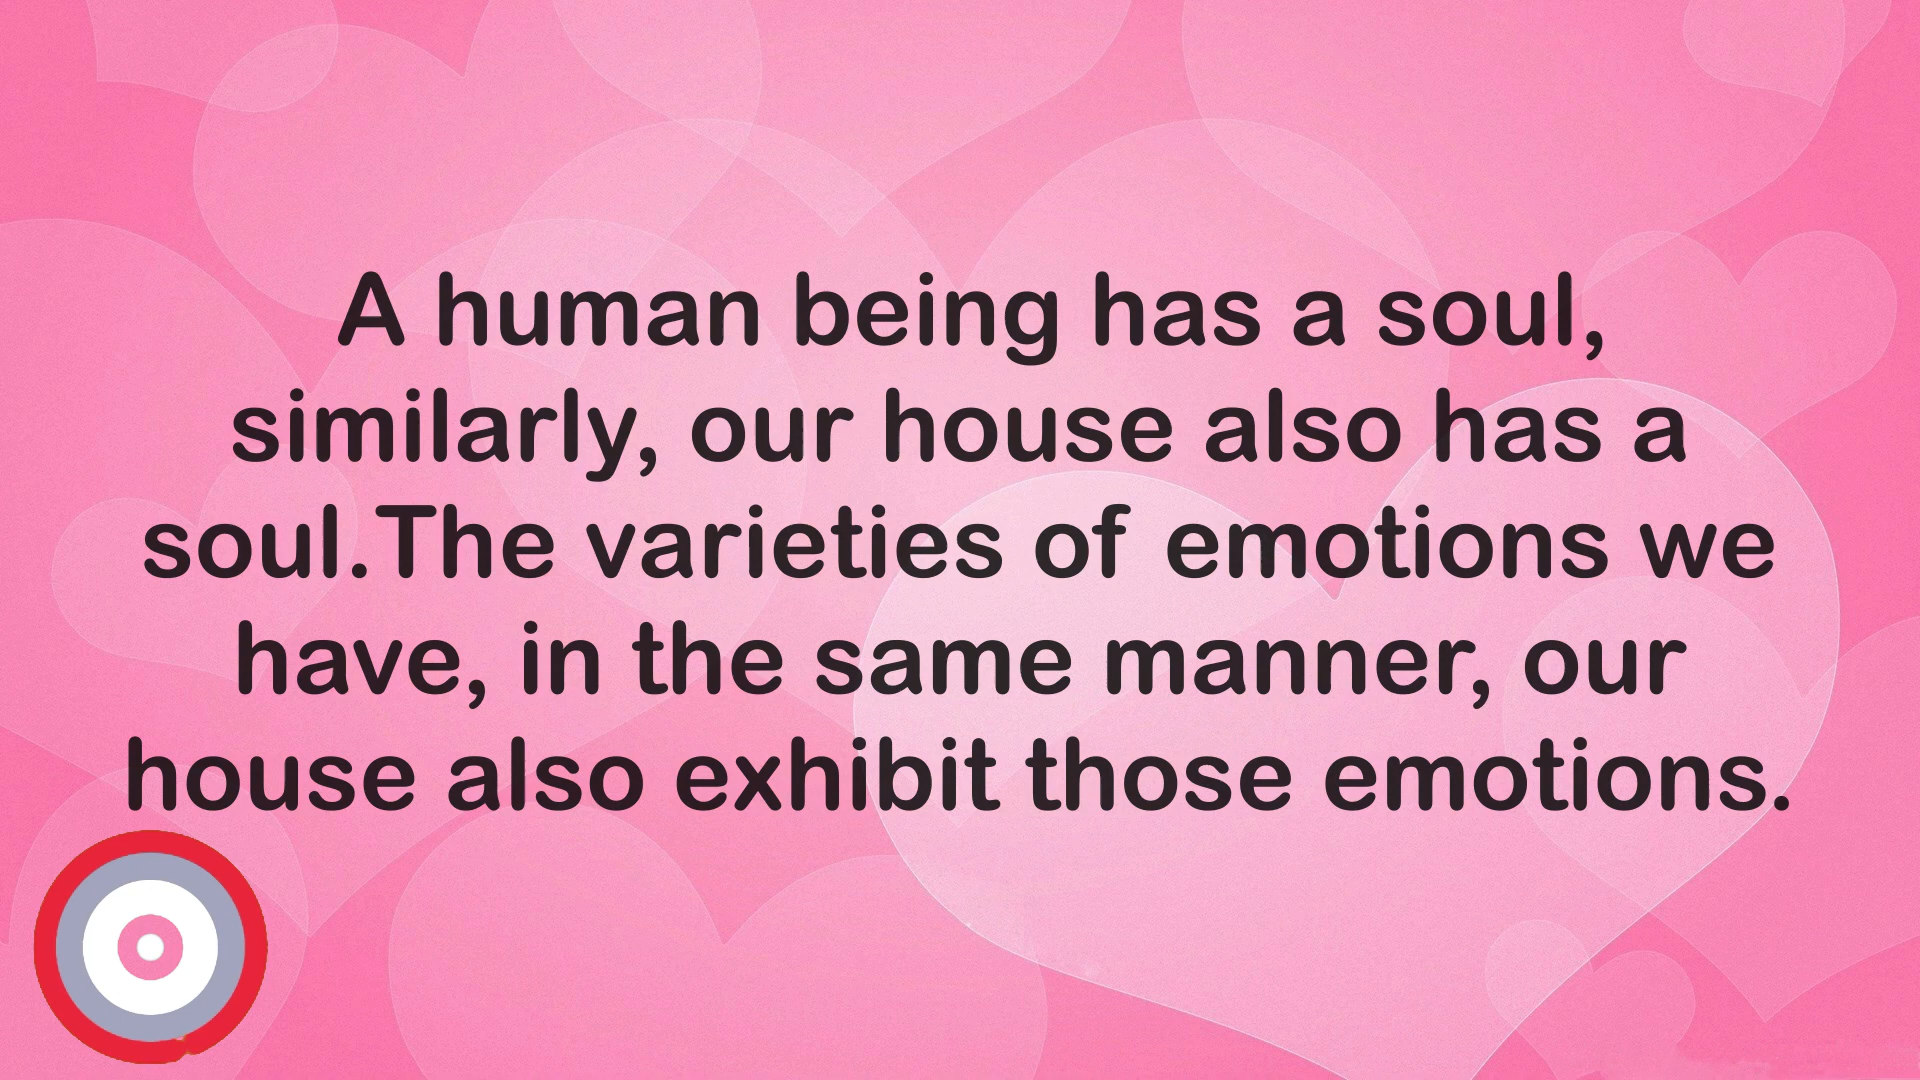 A human being has a soul,
similarly, our house also has a
soul.The varieties of emotions we
have, in the same manner, our
house also exhibit those emotions.